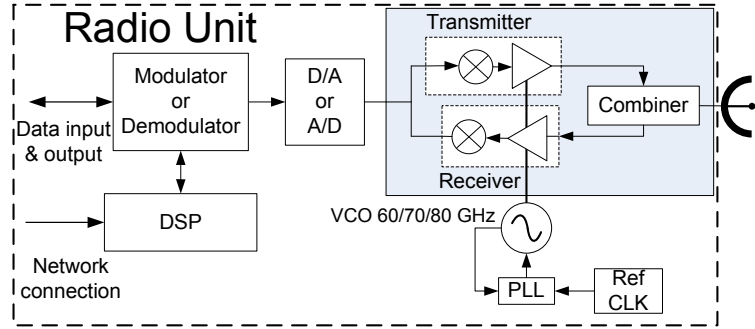 Radio Unit
Transmitter
Modulator
or
Demodulator
D/A
or
A/D
Combiner
Data input
& output
Receiver
DSP
VCO 60/70/80 GHz
Network
connection
PLL
Ref
CLK